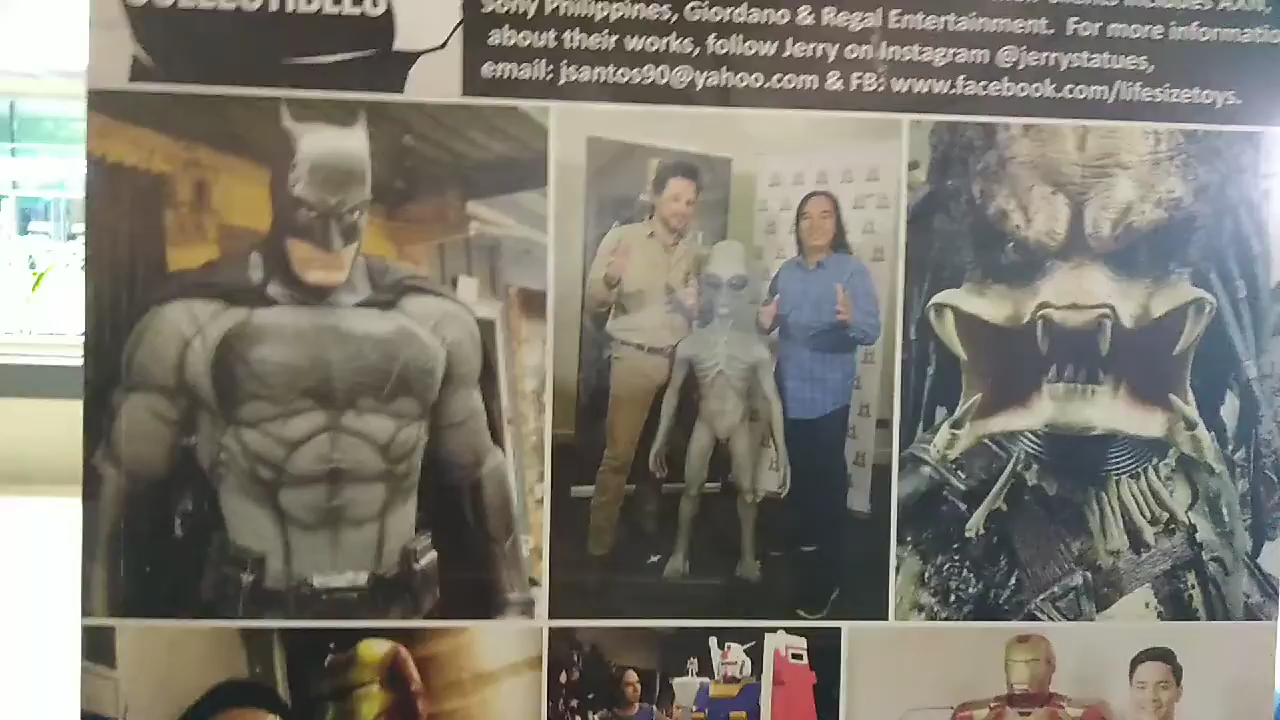 COLLECTIBLES
Sony Philippines, Giordano & Regal Entertainment. For more informatio
about their works, follow Jerry on Instagram @jerrystatues,
email: jsantos90@yahoo.com & FB: www.facebook.com/lifesizetoys.